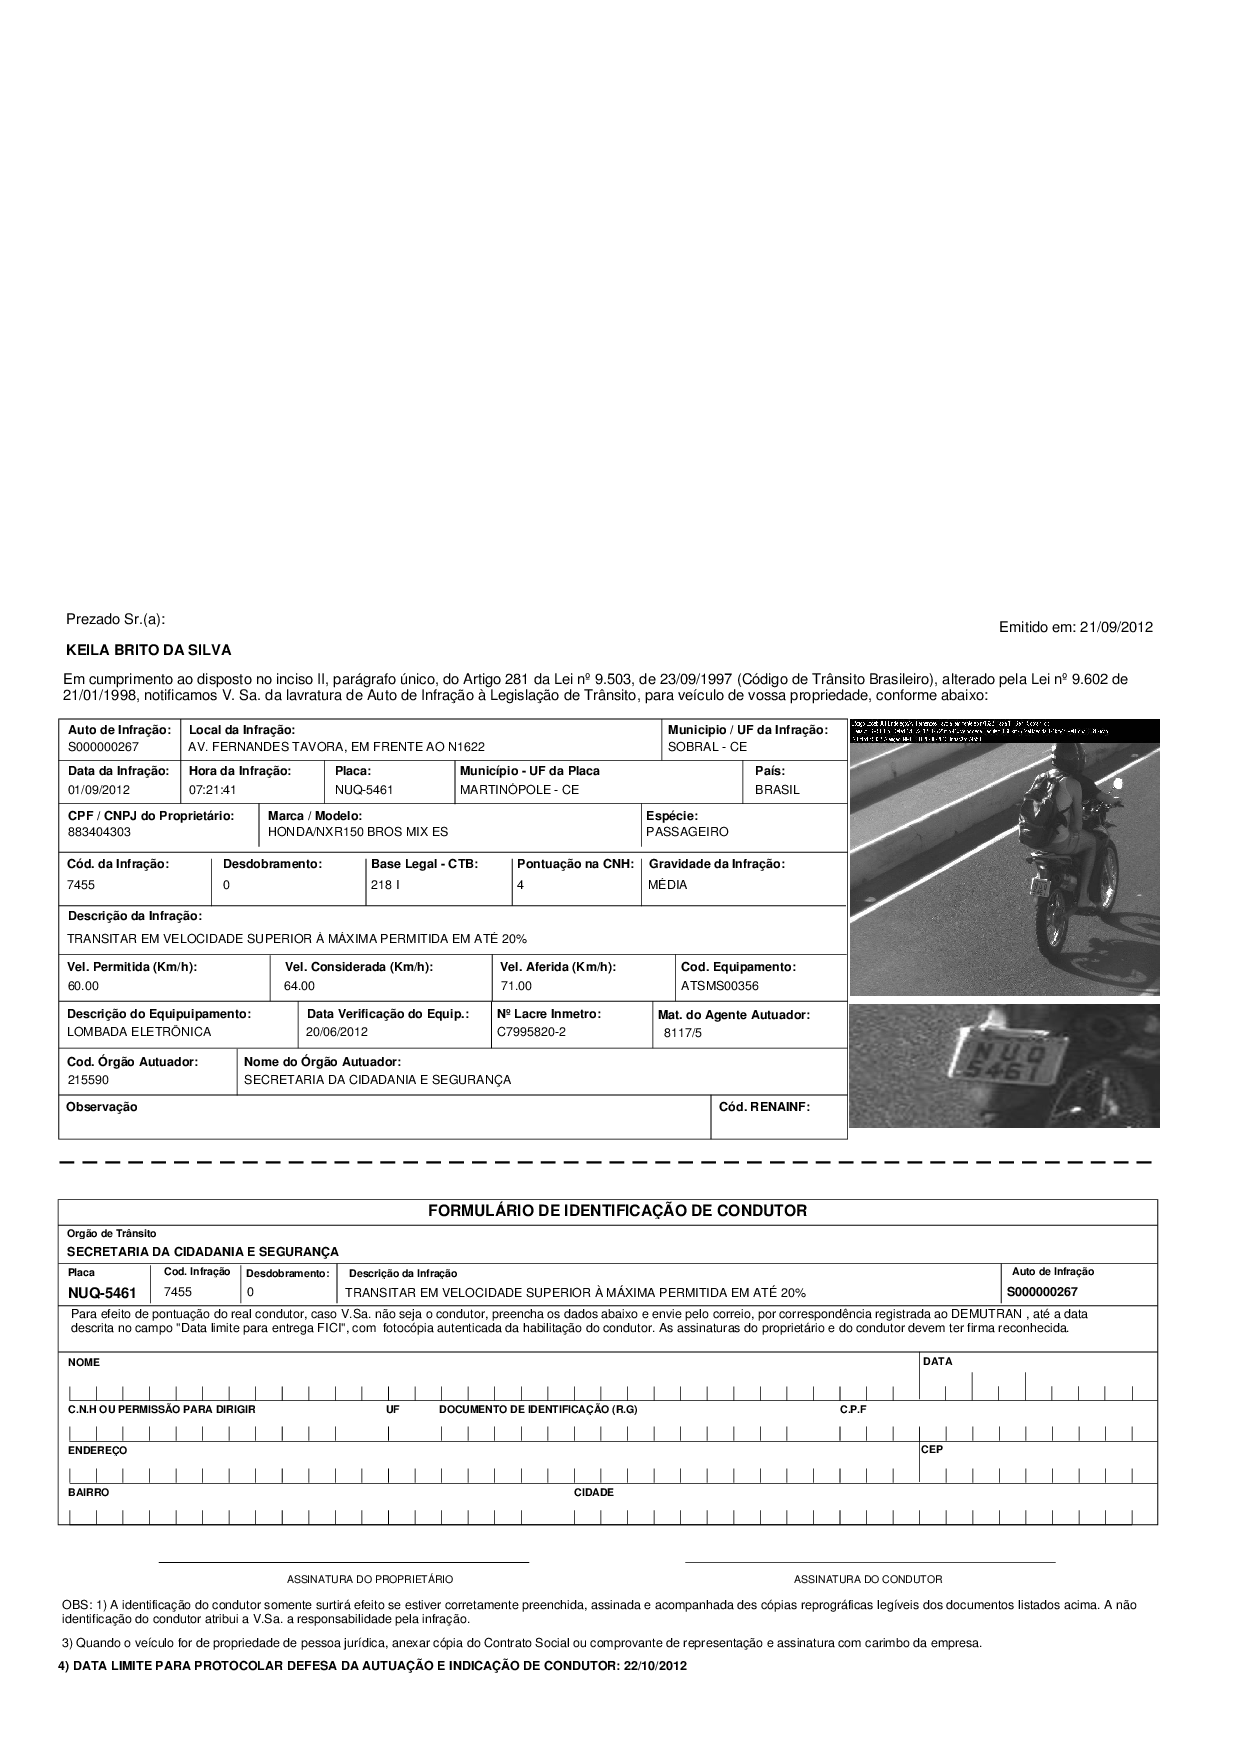 Prezado Sr.(a):
Emitido em: 21/09/2012
KEILA BRITO DA SILVA
Em cumprimento ao disposto no inciso II, parágrafo único, do Artigo 281 da Lei nº 9.503, de 23/09/1997 (Código de Trânsito Brasileiro), alterado pela Lei nº 9.602 de
21/01/1998, notificamos V. Sa. da lavratura de Auto de Infração à Legislação de Trânsito, para veículo de vossa propriedade, conforme abaixo:
Auto de Infração: Local da Infração: Municipio / UF da Infração:
S000000267 AV. FERNANDES TAVORA, EM FRENTE AO N1622 SOBRAL - CE
Data da Infração: Hora da Infração: Placa: Município - UF da Placa País:
01/09/2012 07:21:41 NUQ-5461 MARTINÓPOLE - CE BRASIL
CPF / CNPJ do Proprietário: Marca / Modelo: Espécie:
883404303 HONDA/NXR150 BROS MIX ES PASSAGEIRO
Cód. da Infração: Desdobramento: Base Legal - CTB: Pontuação na CNH: Gravidade da Infração:
7455 0 218 I 4 MÉDIA
Descrição da Infração:
TRANSITAR EM VELOCIDADE SUPERIOR À MÁXIMA PERMITIDA EM ATÉ 20%
Vel. Permitida (Km/h): Vel. Considerada (Km/h): Vel. Aferida (Km/h): Cod. Equipamento:
60.00 64.00 71.00 ATSMS00356
Descrição do Equipuipamento: Data Verificação do Equip.: Nº Lacre Inmetro: Mat. do Agente Autuador:
LOMBADA ELETRÔNICA 20/06/2012 C7995820-2 8117/5
NUQ
5461
Cod. Órgão Autuador: Nome do Órgão Autuador:
215590 SECRETARIA DA CIDADANIA E SEGURANÇA
Observação Cód. RENAINF:
FORMULÁRIO DE IDENTIFICAÇÃO DE CONDUTOR
Orgão de Trânsito
SECRETARIA DA CIDADANIA E SEGURANÇA
Placa Cod. Infração Desdobramento: Descrição da Infração Auto de Infração
NUQ-5461 7455 0 TRANSITAR EM VELOCIDADE SUPERIOR À MÁXIMA PERMITIDA EM ATÉ 20% S000000267
Para efeito de pontuação do real condutor, caso V.Sa. não seja o condutor, preencha os dados abaixo e envie pelo correio, por correspondência registrada ao DEMUTRAN , até a data
descrita no campo "Data limite para entrega FICI", com fotocópia autenticada da habilitação do condutor. As assinaturas do proprietário e do condutor devem ter firma reconhecida.
NOME DATA
C.N.H OU PERMISSÃO PARA DIRIGIR UF DOCUMENTO DE IDENTIFICAÇÃO (R.G) C.P.F
ENDEREÇO CEP
BAIRRO CIDADE
ASSINATURA DO PROPRIETÁRIO ASSINATURA DO CONDUTOR
OBS: 1) A identificação do condutor somente surtirá efeito se estiver corretamente preenchida, assinada e acompanhada des cópias reprográficas legíveis dos documentos listados acima. A não
identificação do condutor atribui a V.Sa. a responsabilidade pela infração.
3) Quando o veículo for de propriedade de pessoa jurídica, anexar cópia do Contrato Social ou comprovante de representação e assinatura com carimbo da empresa.
4) DATA LIMITE PARA PROTOCOLAR DEFESA DA AUTUAÇÃO E INDICAÇÃO DE CONDUTOR: 22/10/2012